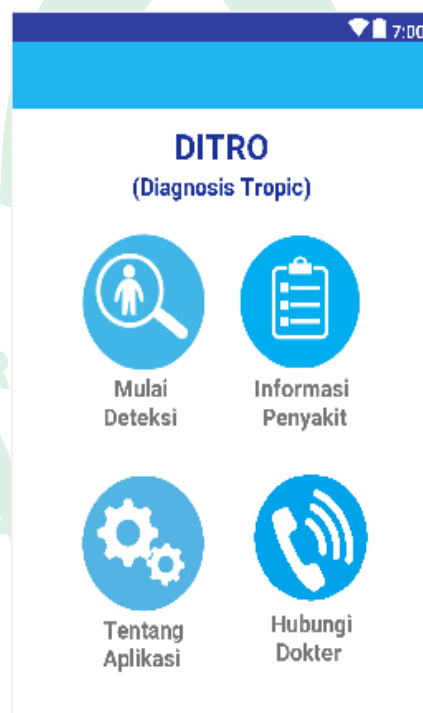 7:00
DITRO
(Diagnosis Tropic)
Mulai
Deteksi
Informasi
Penyakit
Tentang
Aplikasi
Hubungi
Dokter